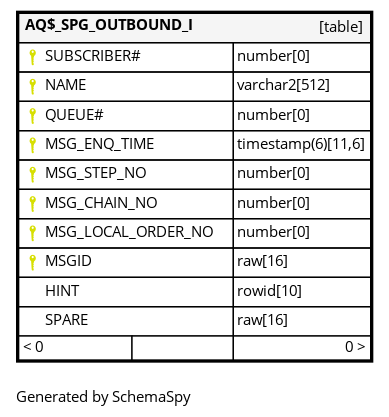 AQ$_SPG_OUTBOUND_I [table]
SUBSCRIBER# number[0]
NAME varchar2[512]
QUEUE# number[0]
MSG_ENQ_TIME timestamp(6)[11,6]
MSG_STEP_NO number[0]
MSG_CHAIN_NO number[0]
MSG_LOCAL_ORDER_NO number[0]
MSGID raw[16]
HINT rowid[10]
SPARE raw[16]
< 0 0 >
Generated by SchemaSpy